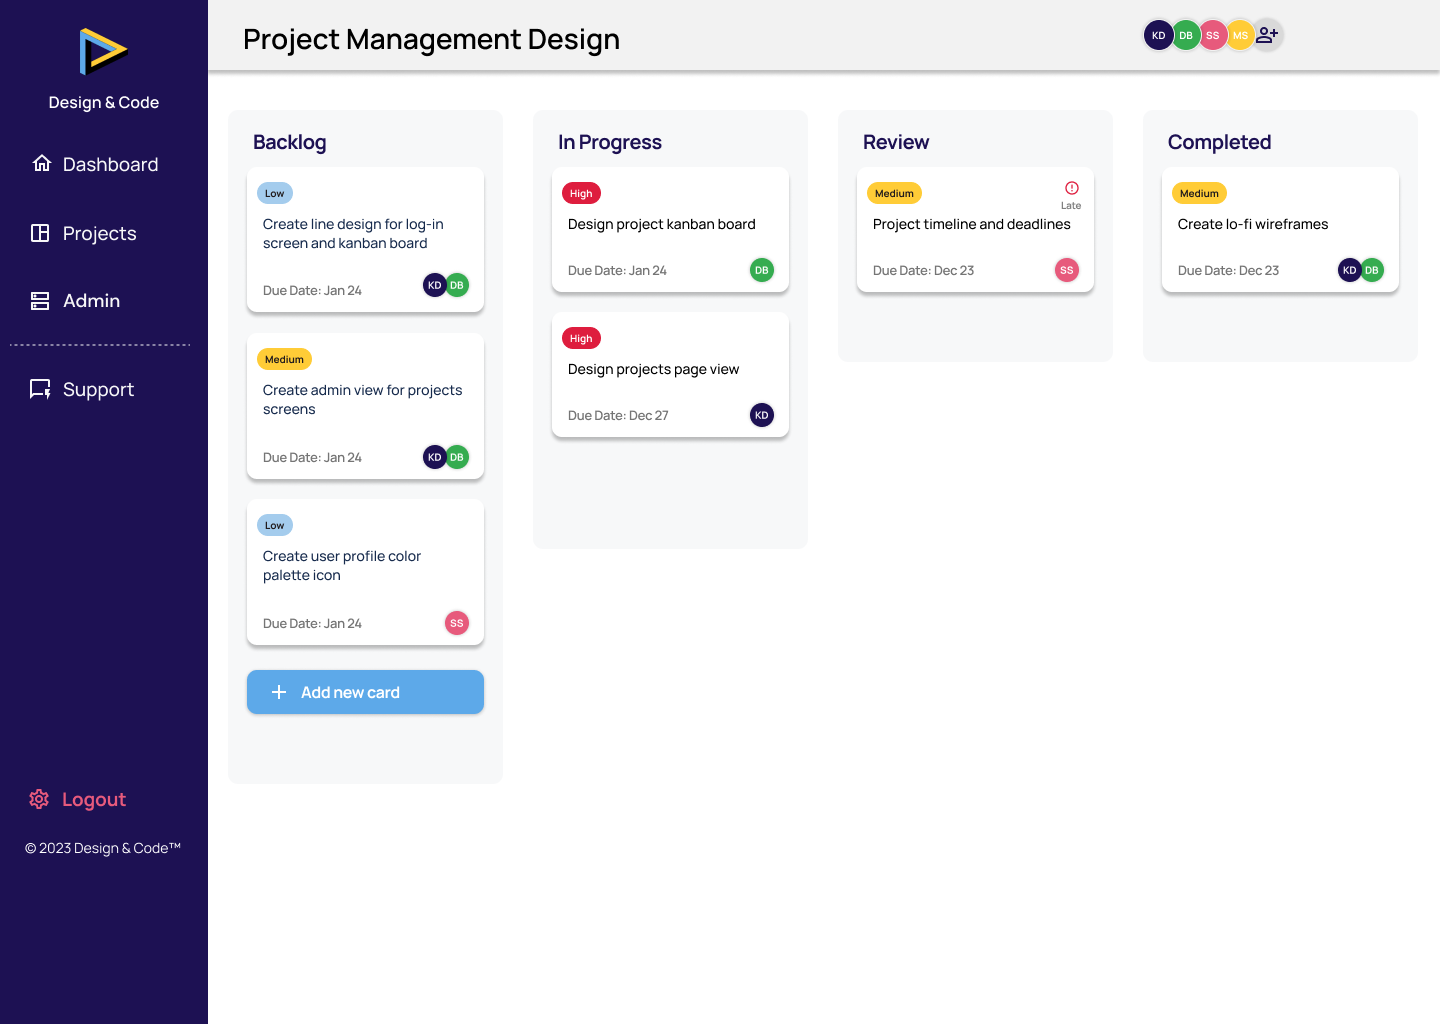 Design & Code
Dashboard
Projects
Admin
Support
Logout
© 2023 Design & Code™
Project Management Design
KD DB SS MS
Backlog
Low
Create line design for log-in
screen and kanban board
Due Date: Jan 24
KD DB
Medium
Create admin view for projects
screens
Due Date: Jan 24
KD DB
Low
Create user profile color
palette icon
Due Date: Jan 24
SS
Add new card
In Progress
High
Design project kanban board
Due Date: Jan 24
DB
High
Design projects page view
Due Date: Dec 27
KD
Review
Medium
Late
Project timeline and deadlines
Due Date: Dec 23
SS
Completed
Medium
Create lo-fi wireframes
Due Date: Dec 23
KD DB